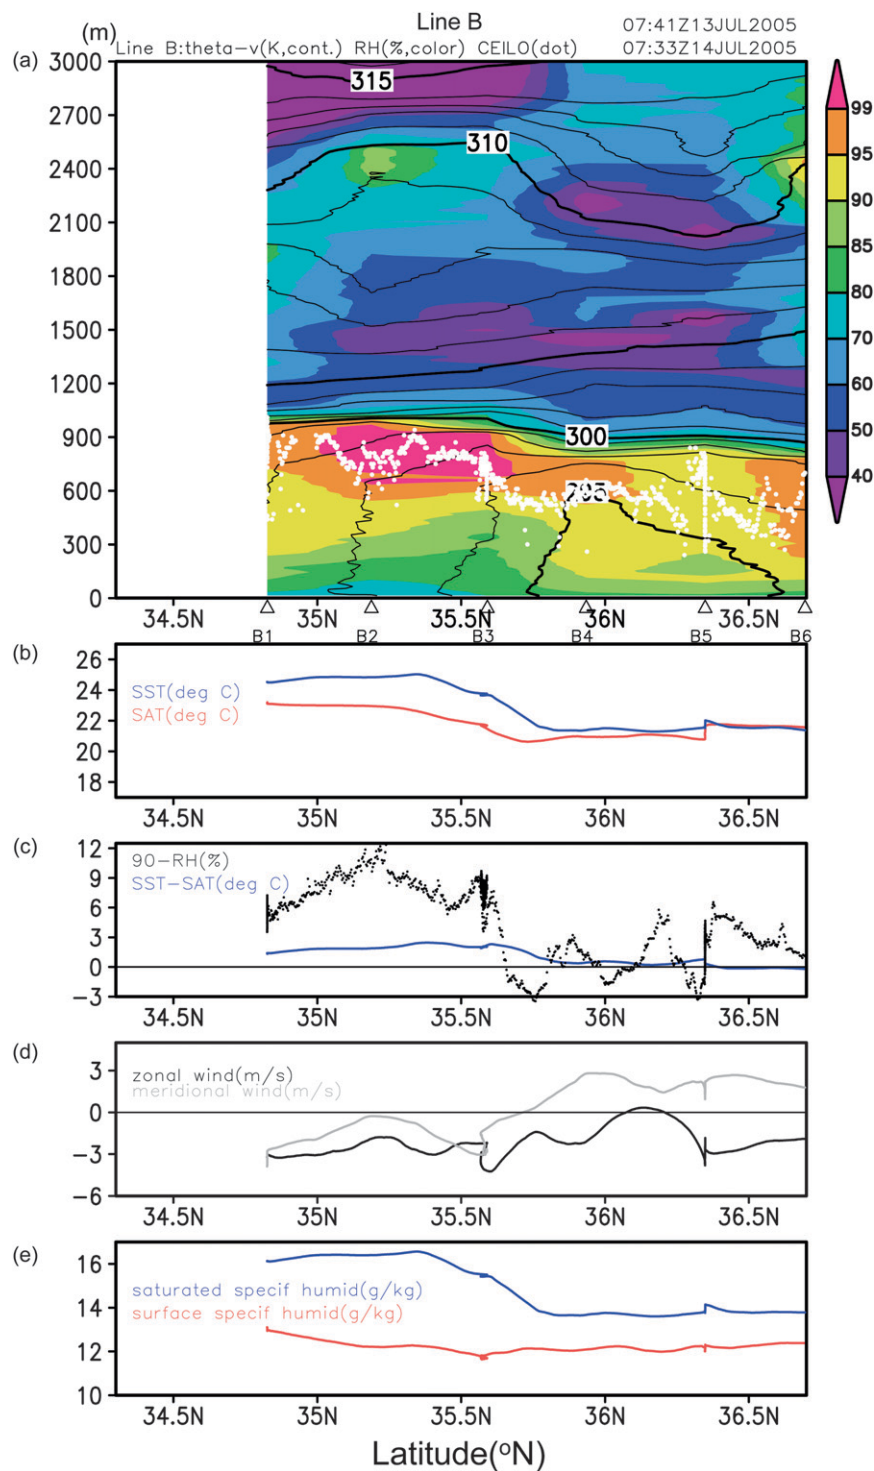 Line B
07:41Z13JUL2005
(m)
Line B:theta-v(K,cont.) RH(%,color) CEILO(dot)
07:33Z14JUL2005
(a)
3000
2700
2400
2100
1800
1500
1200
900
600
300
0
315
310
300
295
99
95
90
85
80
70
60
50
40
34.5N 35N 35.5N 36N 36.5N
B1 B2 B3 B4 B5 B6
(b)
26
24
22
20
18
SST(deg C)
SAT(deg C)
34.5N 35N 35.5N 36N 36.5N
(c)
12
9
6
3
0
-3
90-RH(%)
SST-SAT(deg C)
34.5N 35N 35.5N 36N 36.5N
(d)
3
0
-3
-6
zonal wind(m/s)
meridional wind(m/s)
34.5N 35N 35.5N 36N 36.5N
(e)
16
14
12
10
saturated specif humid(g/kg)
surface specif humid(g/kg)
34.5N 35N 35.5N 36N 36.5N
Latitude(°N)